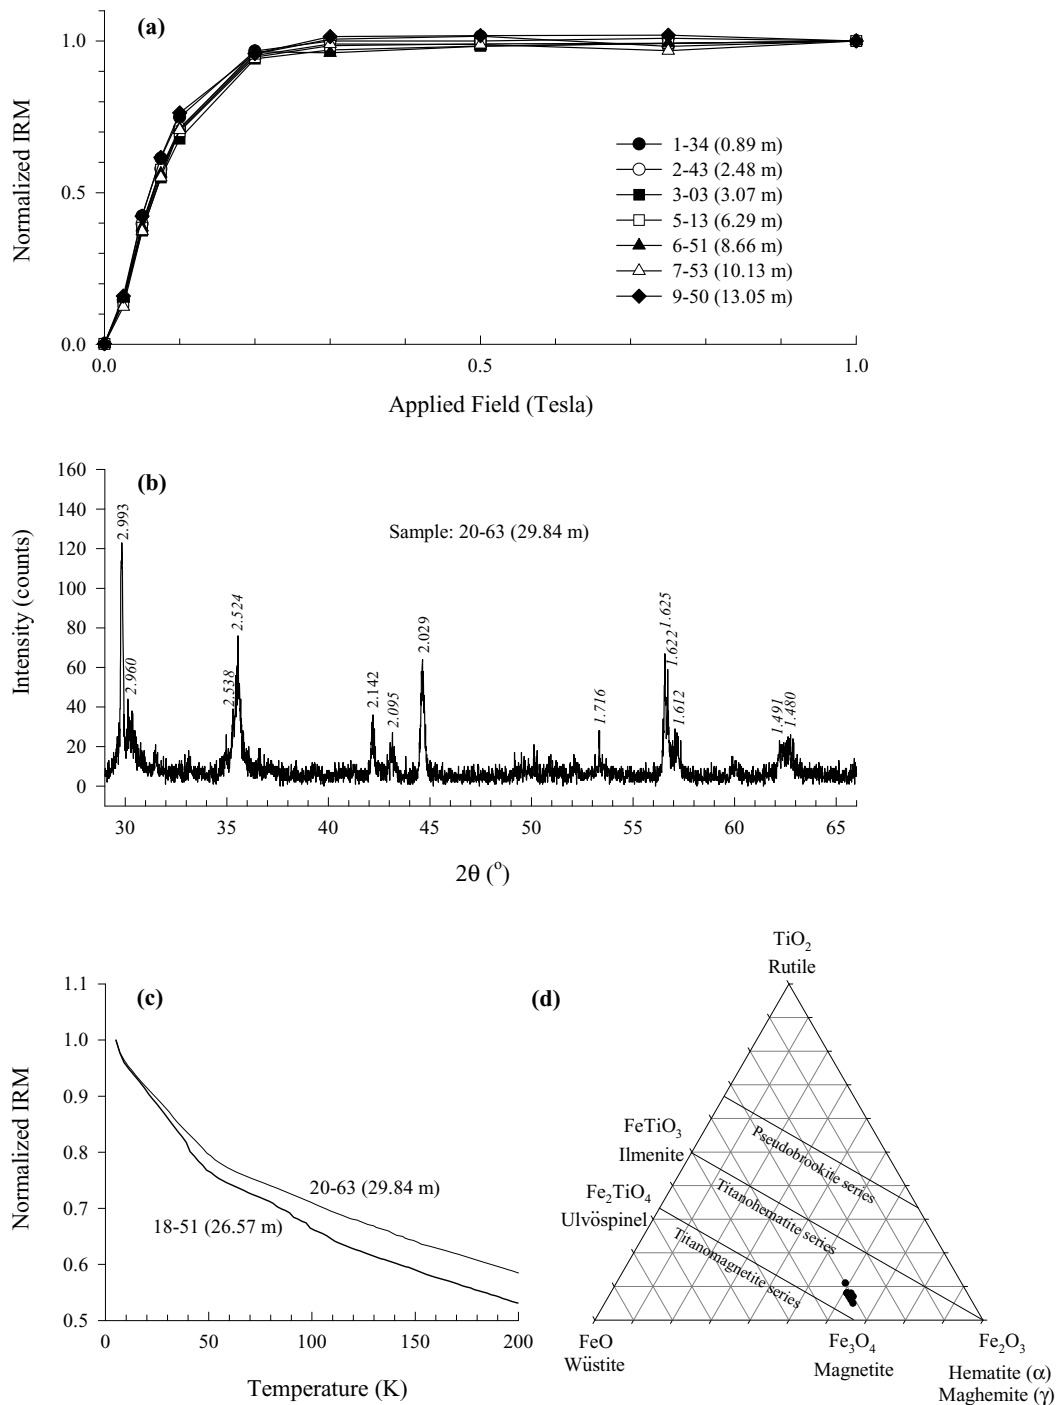 (a)
1.0
0.5
0.0
Normalized IRM
1-34 (0.89 m)
2-43 (2.48 m)
3-03 (3.07 m)
5-13 (6.29 m)
6-51 (8.66 m)
7-53 (10.13 m)
9-50 (13.05 m)
0.0 0.5 1.0
Applied Field (Tesla)
(b)
Sample: 20-63 (29.84 m)
160
140
120
100
80
60
40
20
0
Intensity (counts)
2.993
2.960
2.538
2.524
2.142
2.095
2.029
1.716
1.625
1.622
1.612
1.491
1.480
30 35 40 45 50 55 60 65
2θ (°)
(c)
1.1
1.0
0.9
0.8
0.7
0.6
0.5
Normalized IRM
20-63 (29.84 m)
18-51 (26.57 m)
0 50 100 150 200
Temperature (K)
(d)
TiO₂
Rutile
FeTiO₃
Ilmenite
Fe₂TiO₄
Ulvöspinel
Pseudobrookite series
Titanohematite series
Titanomagnetite series
FeO
Wüstite
Fe₃O₄
Magnetite
Fe₂O₃
Hematite (α)
Maghemite (γ)